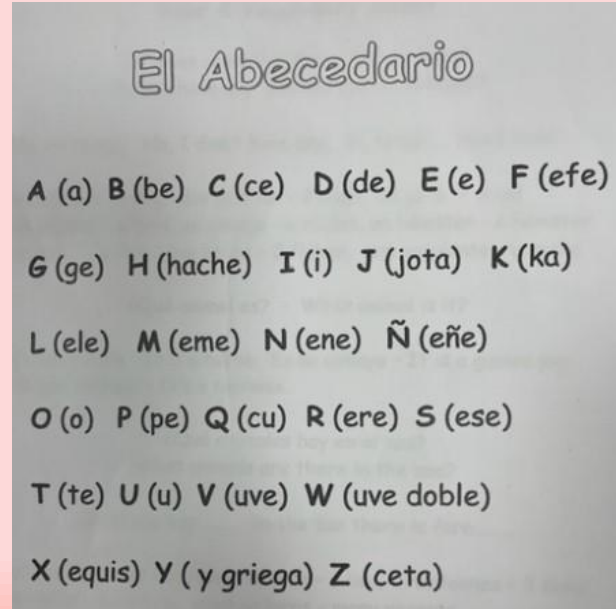 El Abecedario
A (a) B (be) C (ce) D (de) E (e) F (efe)
G (ge) H (hache) I (i) J (jota) K (ka)
L (ele) M (eme) N (ene) Ñ (eñe)
O (o) P (pe) Q (cu) R (ere) S (ese)
T (te) U (u) V (uve) W (uve doble)
X (equis) Y ( y griega) Z (ceta)